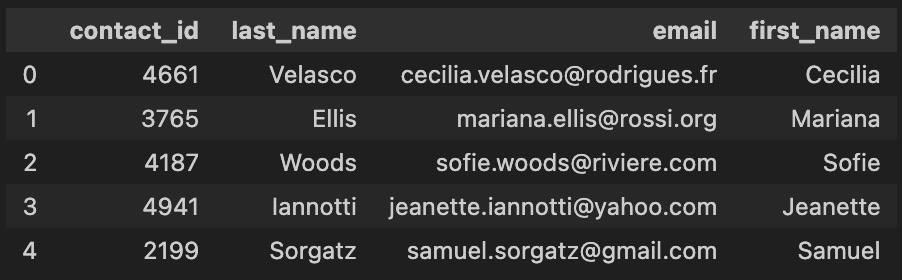 contact_id last_name email first_name
0 4661 Velasco cecilia.velasco@rodrigues.fr Cecilia
1 3765 Ellis mariana.ellis@rossi.org Mariana
2 4187 Woods sofie.woods@riviere.com Sofie
3 4941 Iannotti jeanette.iannotti@yahoo.com Jeanette
4 2199 Sorgatz samuel.sorgatz@gmail.com Samuel